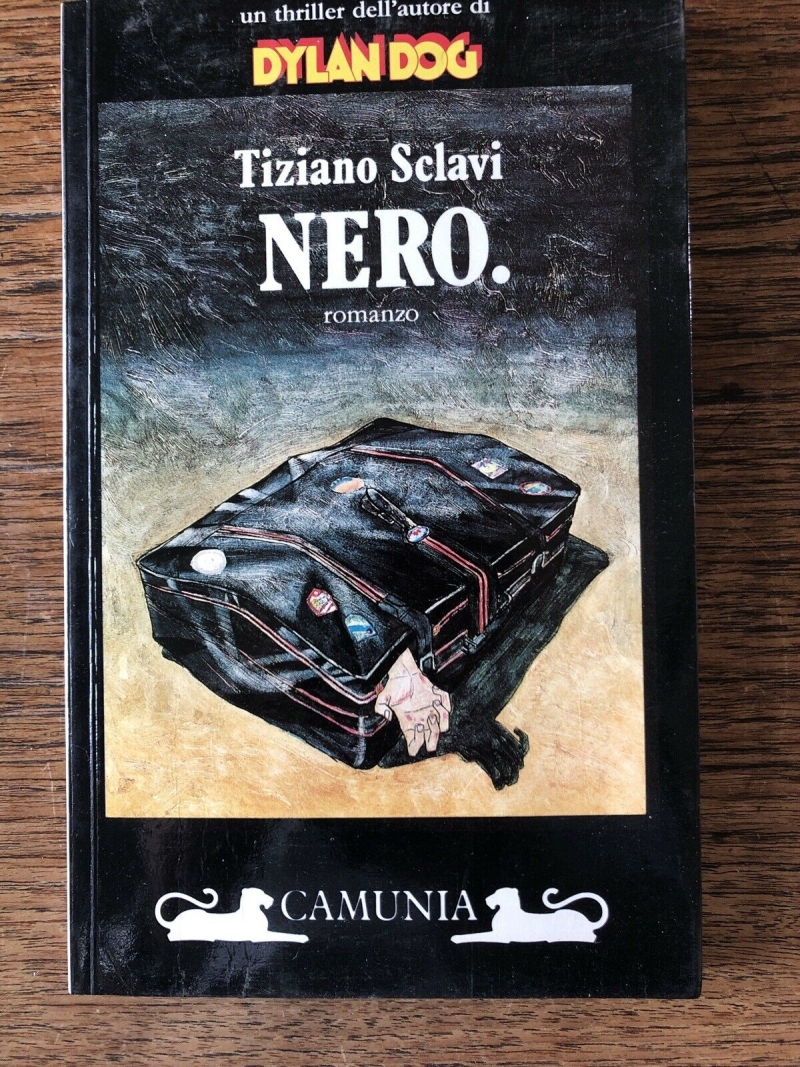 un thriller dell'autore di
DYLAN DOG
Tiziano Sclavi
NERO.
romanzo
CAMUNIA